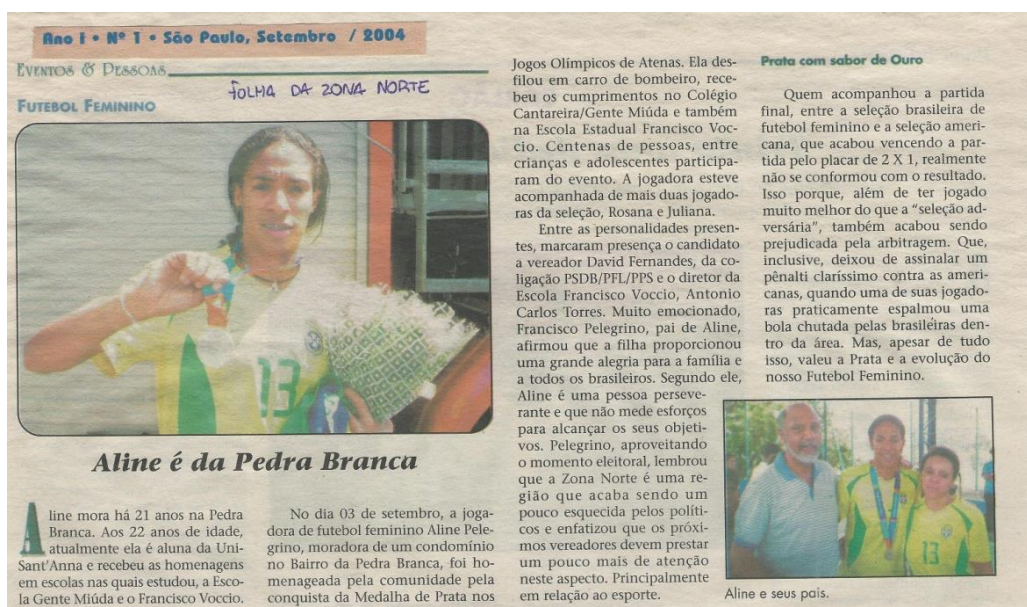 Ano I • Nº 1 • São Paulo, Setembro / 2004
EVENTOS & PESSOAS
FOLHA DA ZONA NORTE
FUTEBOL FEMININO
13
Aline é da Pedra Branca
Aline mora há 21 anos na Pedra
Branca. Aos 22 anos de idade,
atualmente ela é aluna da Uni-
Sant'Anna e recebeu as homenagens
em escolas nas quais estudou, a Esco-
la Gente Miúda e o Francisco Voccio.
No dia 03 de setembro, a joga-
dora de futebol feminino Aline Pele-
grino, moradora de um condomínio
no Bairro da Pedra Branca, foi ho-
menageada pela comunidade pela
conquista da Medalha de Prata nos
Jogos Olímpicos de Atenas. Ela des-
filou em carro de bombeiro, rece-
beu os cumprimentos no Colégio
Cantareira/Gente Miúda e também
na Escola Estadual Francisco Voc-
cio. Centenas de pessoas, entre
crianças e adolescentes participa-
ram do evento. A jogadora esteve
acompanhada de mais duas jogado-
ras da seleção, Rosana e Juliana.
Entre as personalidades presen-
tes, marcaram presença o candidato
a vereador David Fernandes, da co-
ligação PSDB/PFL/PPS e o diretor da
Escola Francisco Voccio, Antonio
Carlos Torres. Muito emocionado,
Francisco Pelegrino, pai de Aline,
afirmou que a filha proporcionou
uma grande alegria para a família e
a todos os brasileiros. Segundo ele,
Aline é uma pessoa perseve-
rante e que não mede esforços
para alcançar os seus objeti-
vos. Pelegrino, aproveitando
o momento eleitoral, lembrou
que a Zona Norte é uma re-
gião que acaba sendo um
pouco esquecida pelos políti-
cos e enfatizou que os próxi-
mos vereadores devem prestar
um pouco mais de atenção
neste aspecto. Principalmente
em relação ao esporte.
Prata com sabor de Ouro
Quem acompanhou a partida
final, entre a seleção brasileira de
futebol feminino e a seleção ameri-
cana, que acabou vencendo a par-
tida pelo placar de 2 X 1, realmente
não se conformou com o resultado.
Isso porque, além de ter jogado
muito melhor do que a “seleção ad-
versária”, também acabou sendo
prejudicada pela arbitragem. Que,
inclusive, deixou de assinalar um
pênalti claríssimo contra as ameri-
canas, quando uma de suas jogado-
ras praticamente espalmou uma
bola chutada pelas brasileiras den-
tro da área. Mas, apesar de tudo
isso, valeu a Prata e a evolução do
nosso Futebol Feminino.
13
Aline e seus pais.